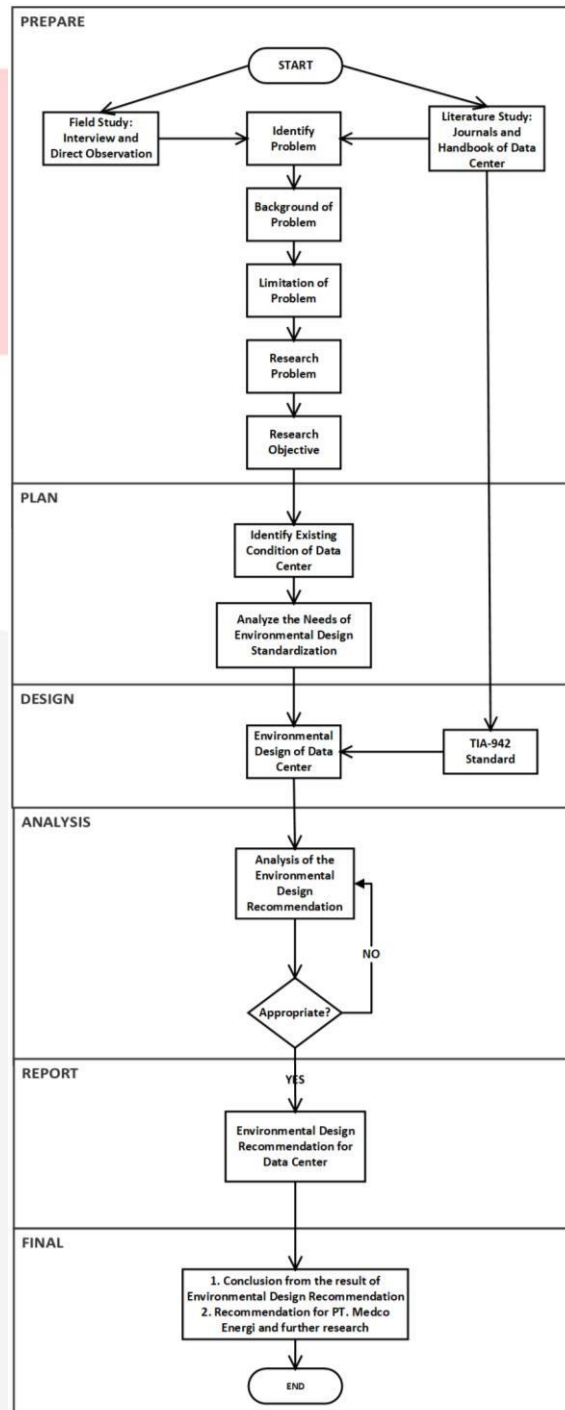 PREPARE
START
Field Study:
Interview and
Direct Observation
Identify
Problem
Literature Study:
Journals and
Handbook of Data
Center
Background of
Problem
Limitation of
Problem
Research
Problem
Research
Objective
PLAN
Identify Existing
Condition of Data
Center
Analyze the Needs of
Environmental Design
Standardization
DESIGN
Environmental
Design of Data
Center
TIA-942
Standard
ANALYSIS
Analysis of the
Environmental
Design
Recommendation
NO
Appropriate?
REPORT
YES
Environmental Design
Recommendation for
Data Center
FINAL
1. Conclusion from the result of
Environmental Design Recommendation
2. Recommendation for PT. Medco
Energi and further research
END